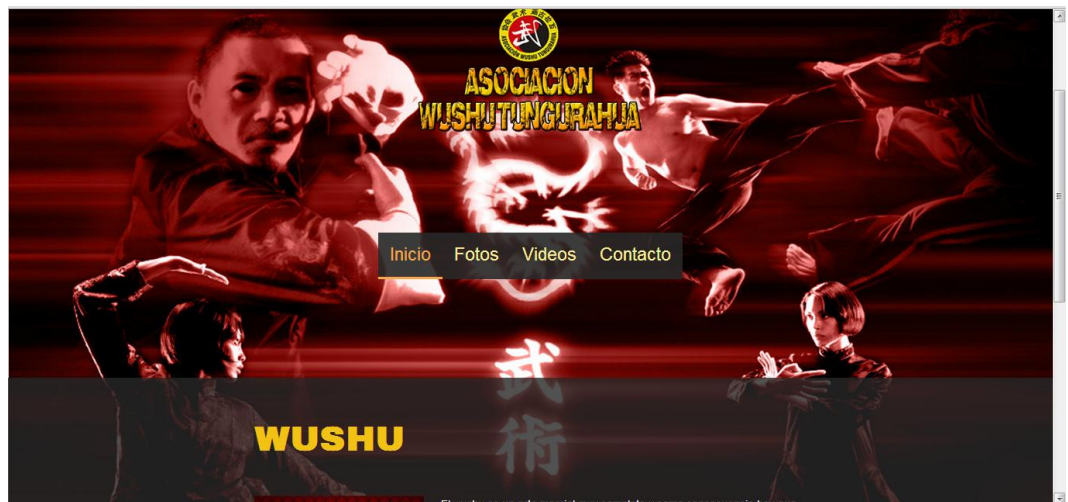 ASOCIACION
WUSHU TUNGURAHUA
Inicio Fotos Videos Contacto
武
術
WUSHU